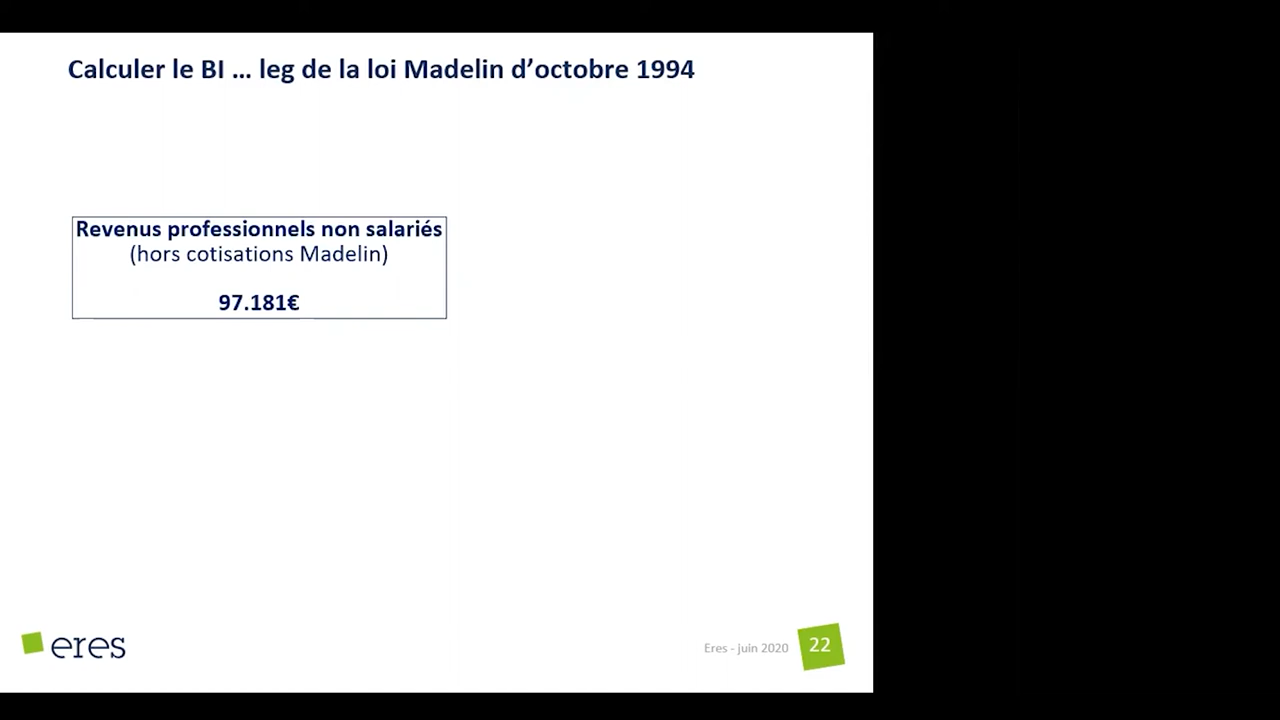 Calculer le BI … leg de la loi Madelin d’octobre 1994
Revenus professionnels non salariés
(hors cotisations Madelin)
97.181€
eres
Eres - juin 2020
22